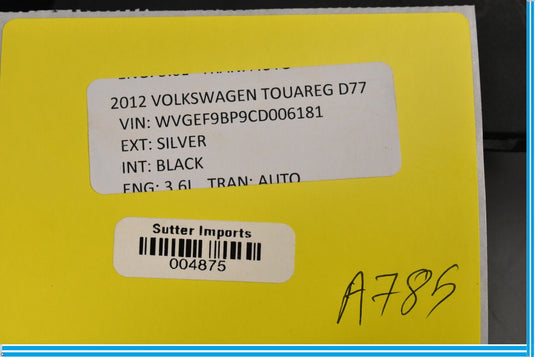 2012 VOLKSWAGEN TOUAREG D77
VIN: WVGEF9BP9CD006181
EXT: SILVER
INT: BLACK
ENG: 3.6L TRAN: AUTO
Sutter Imports
004875
A785